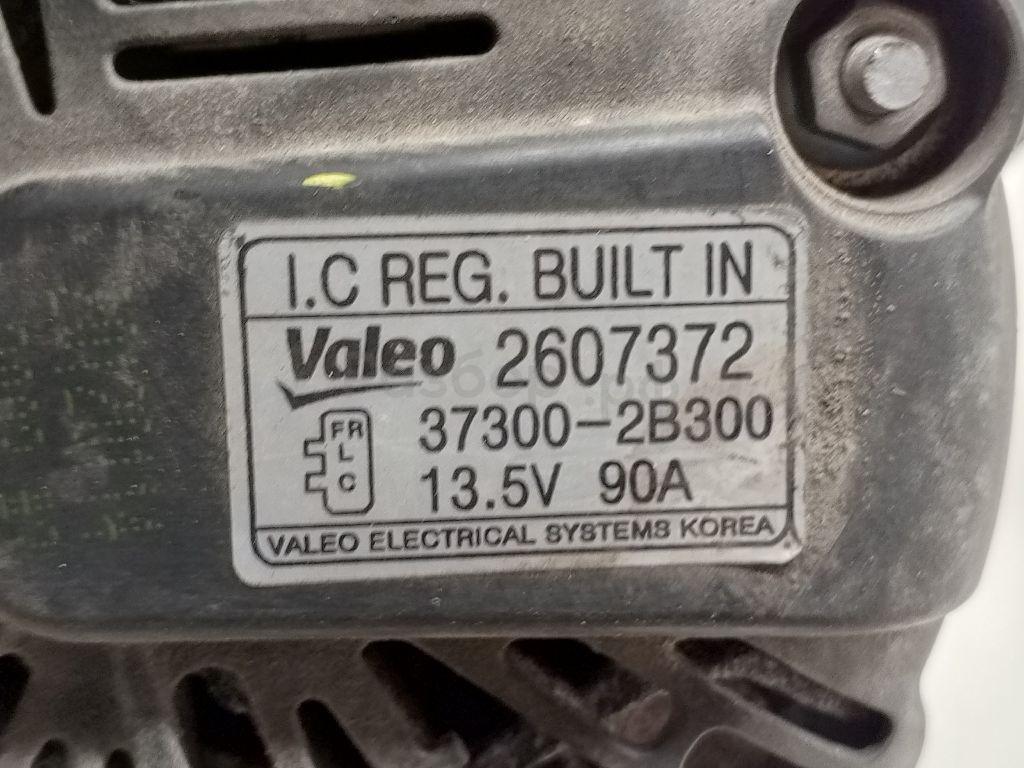 I.C REG. BUILT IN
Valeo 2607372
FR
37300-2B300
L
C
13.5V 90A
VALEO ELECTRICAL SYSTEMS KOREA